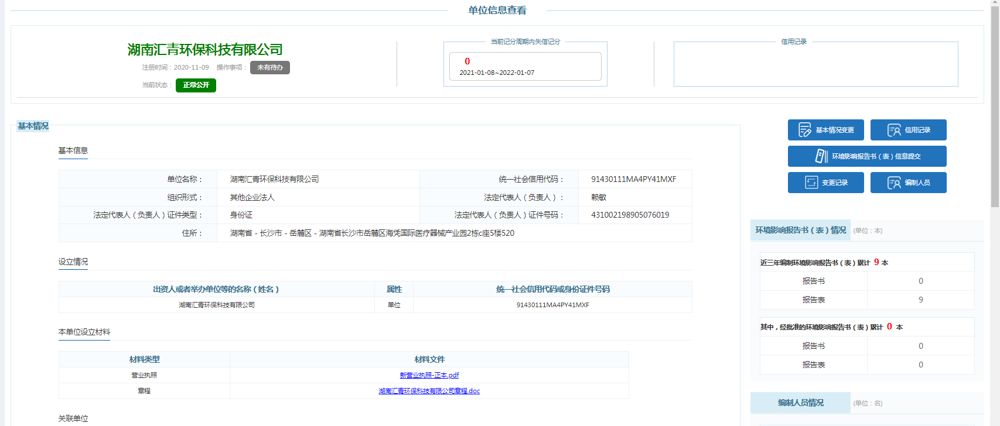 单位信息查看
湖南汇青环保科技有限公司
注册时间：2020-11-09 操作事项： 未有待办
当前状态： 正常公开
当前记分周期内失信记分
0
2021-01-08~2022-01-07
信用记录
基本情况
基本信息
单位名称： 湖南汇青环保科技有限公司 统一社会信用代码： 91430111MA4PY41MXF
组织形式： 其他企业法人 法定代表人（负责人）： 赖敏
法定代表人（负责人）证件类型： 身份证 法定代表人（负责人）证件号码： 431002198905076019
住所： 湖南省－长沙市－岳麓区－湖南省长沙市岳麓区海凭国际医疗器械产业园2栋c座5楼520
设立情况
出资人或者举办单位等的名称（姓名） 属性 统一社会信用代码或身份证件号码
湖南汇青环保科技有限公司 单位 91430111MA4PY41MXF
本单位设立材料
材料类型 材料文件
营业执照 新营业执照-正本.pdf
章程 湖南汇青环保科技有限公司章程.doc
关联单位
基本情况变更 信用记录
环境影响报告书（表）信息提交
变更记录 编制人员
环境影响报告书（表）情况 (单位：本)
近三年编制环境影响报告书（表）累计 9 本
报告书 0
报告表 9
其中，经批准的环境影响报告书（表）累计 0 本
报告书 0
报告表 0
编制人员情况 (单位：名)